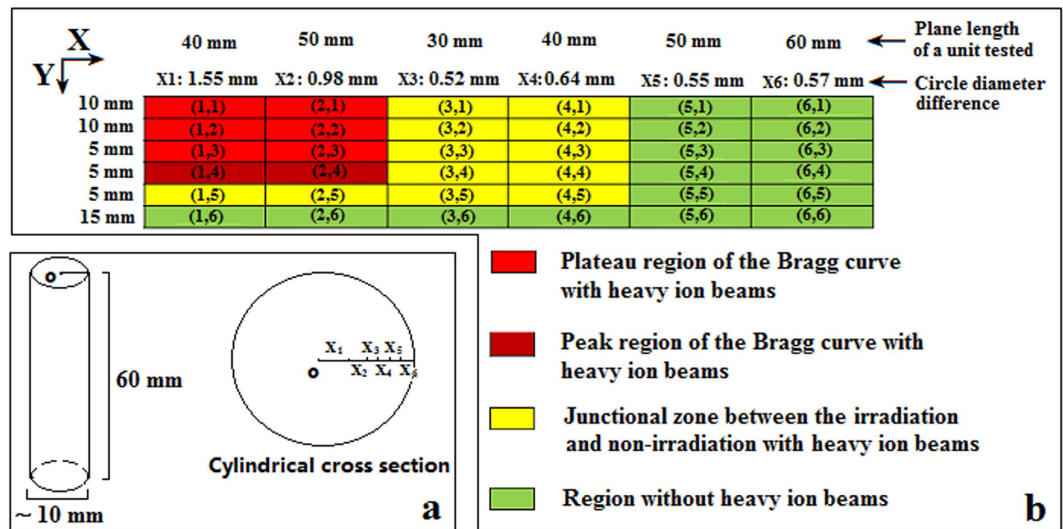 X
Y
40 mm 50 mm 30 mm 40 mm 50 mm 60 mm
Plane length
of a unit tested
X1: 1.55 mm X2: 0.98 mm X3: 0.52 mm X4: 0.64 mm X5: 0.55 mm X6: 0.57 mm
Circle diameter
difference
10 mm (1,1) (2,1) (3,1) (4,1) (5,1) (6,1)
10 mm (1,2) (2,2) (3,2) (4,2) (5,2) (6,2)
5 mm (1,3) (2,3) (3,3) (4,3) (5,3) (6,3)
5 mm (1,4) (2,4) (3,4) (4,4) (5,4) (6,4)
5 mm (1,5) (2,5) (3,5) (4,5) (5,5) (6,5)
15 mm (1,6) (2,6) (3,6) (4,6) (5,6) (6,6)
o
60 mm
~ 10 mm
X1 X3 X5
X2 X4 X6
o
Cylindrical cross section
a
Plateau region of the Bragg curve
with heavy ion beams
Peak region of the Bragg curve with
heavy ion beams
Junctional zone between the irradiation
and non-irradiation with heavy ion beams
Region without heavy ion beams
b